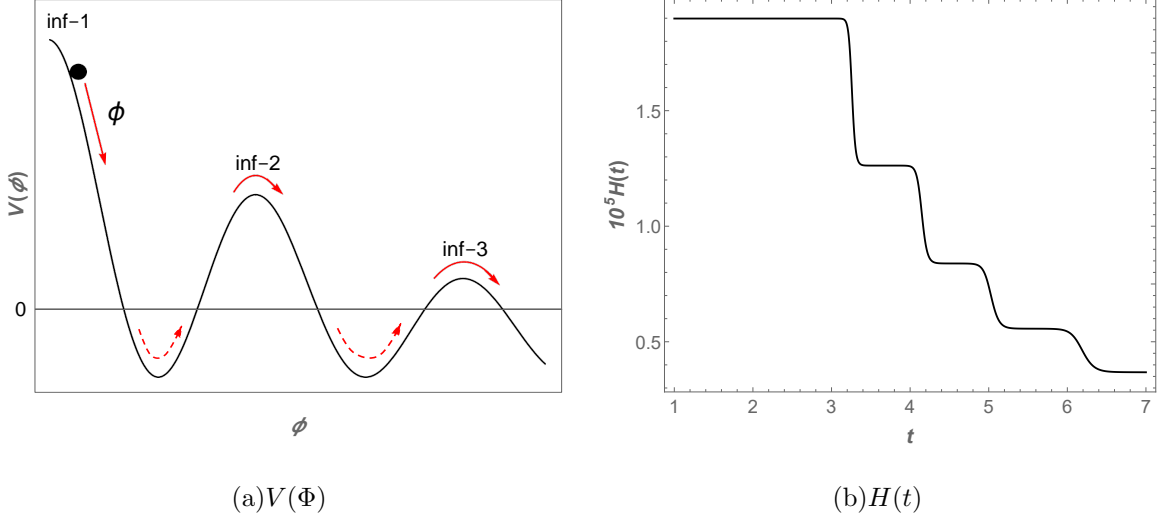 inf-1
ϕ
inf-2
inf-3
V(ϕ)
0
ϕ
10⁵H(t)
1.5
1.0
0.5
1 2 3 4 5 6 7
t
(a)V(Φ)
(b)H(t)